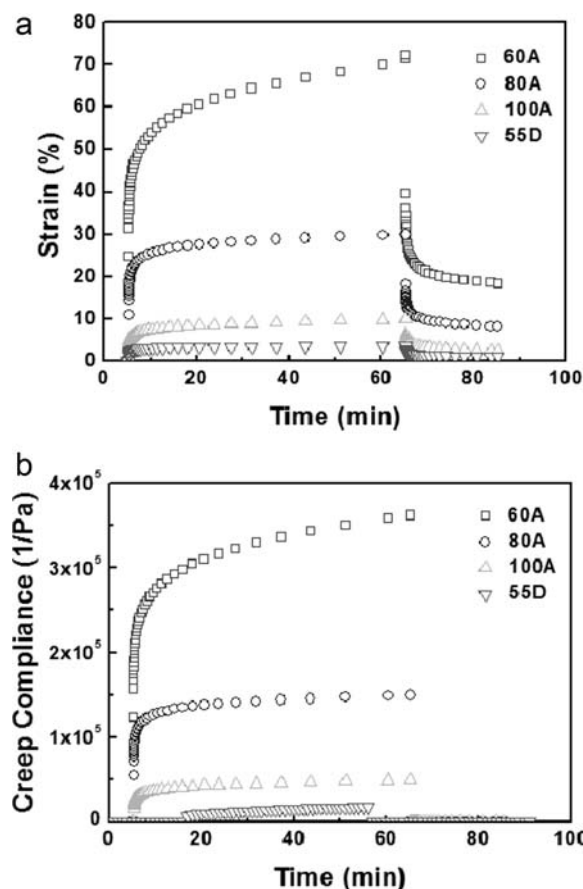 a
80
70
60
50
40
30
20
10
0
Strain (%)
60A
80A
100A
55D
0 20 40 60 80 100
Time (min)
b
4x10⁵
3x10⁵
2x10⁵
1x10⁵
0
Creep Compliance (1/Pa)
60A
80A
100A
55D
0 20 40 60 80 100
Time (min)